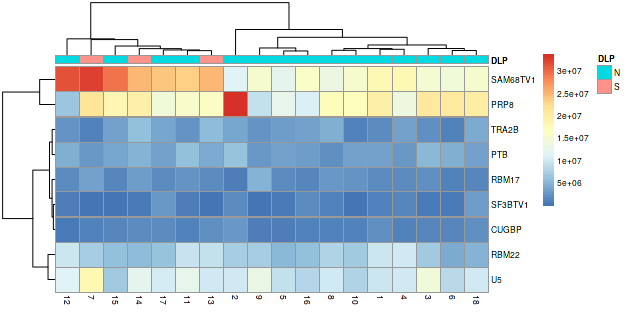 DLP
DLP
N
S
SAM68TV1
PRP8
TRA2B
PTB
RBM17
SF3BTV1
CUGBP
RBM22
U5
3e+07
2.5e+07
2e+07
1.5e+07
1e+07
5e+06
12 7 15 14 17 11 13 2 9 5 16 8 10 1 4 3 6 18